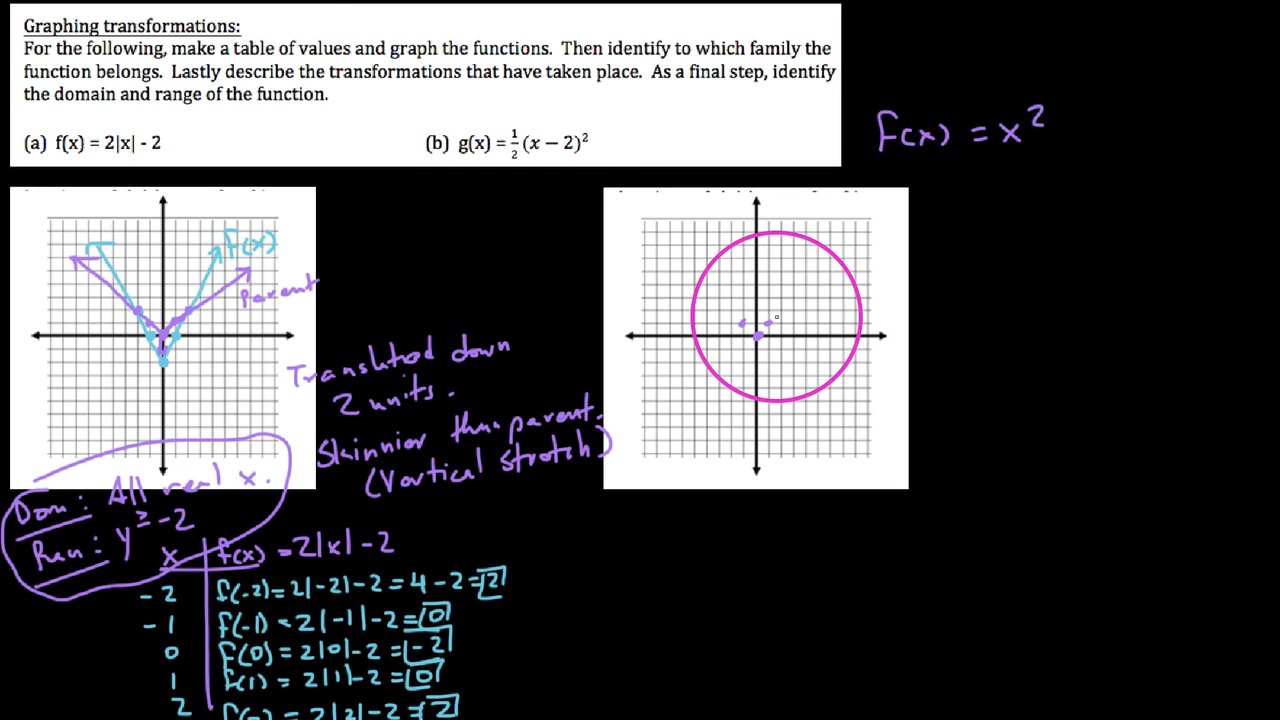 Graphing transformations:
For the following, make a table of values and graph the functions. Then identify to which family the
function belongs. Lastly describe the transformations that have taken place. As a final step, identify
the domain and range of the function.
(a) f(x) = 2|x| - 2
(b) g(x) = 1/2 (x − 2)²
f(x) = x²
f(x)
Parent
Translated down
2 units.
Skinnier than parent.
(Vertical stretch)
Dom: All real x.
Ran: y ≥ -2
x f(x) = 2|x| - 2
-2 f(-2) = 2|-2| - 2 = 4 - 2 = 2
-1 f(-1) = 2|-1| - 2 = 0
0 f(0) = 2|0| - 2 = -2
1 f(1) = 2|1| - 2 = 0
2 = 2|2| - 2 = 2